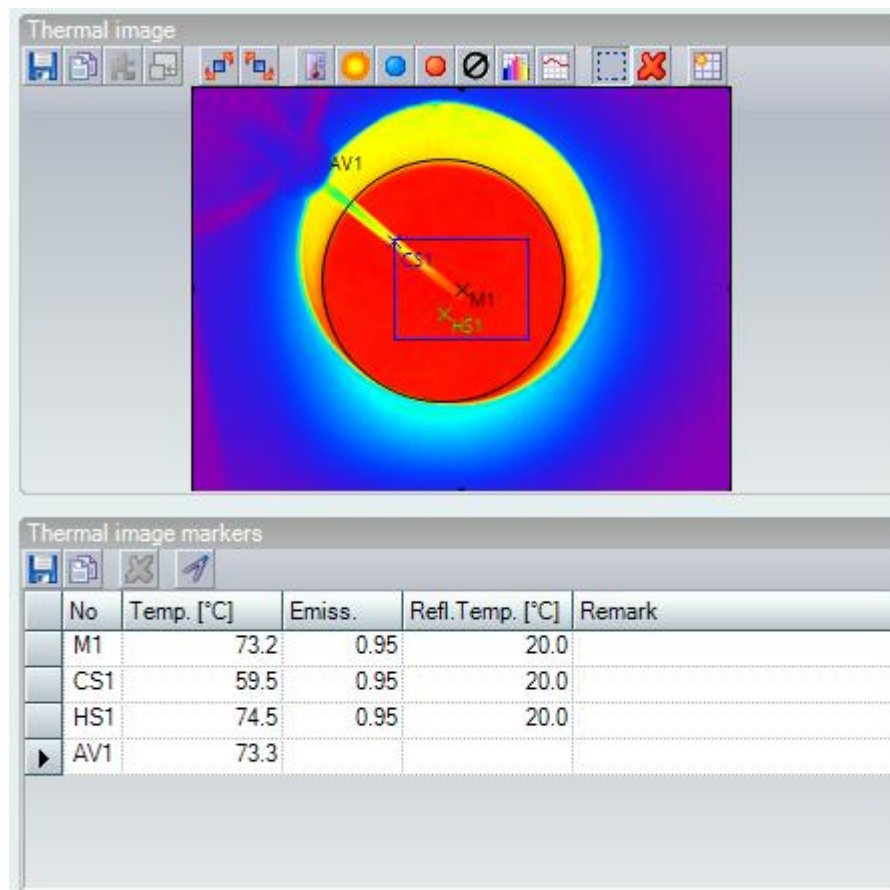 Thermal image
AV1
CS1
M1
HS1
Thermal image markers
No Temp. [°C] Emiss. Refl.Temp. [°C] Remark
M1 73.2 0.95 20.0
CS1 59.5 0.95 20.0
HS1 74.5 0.95 20.0
AV1 73.3